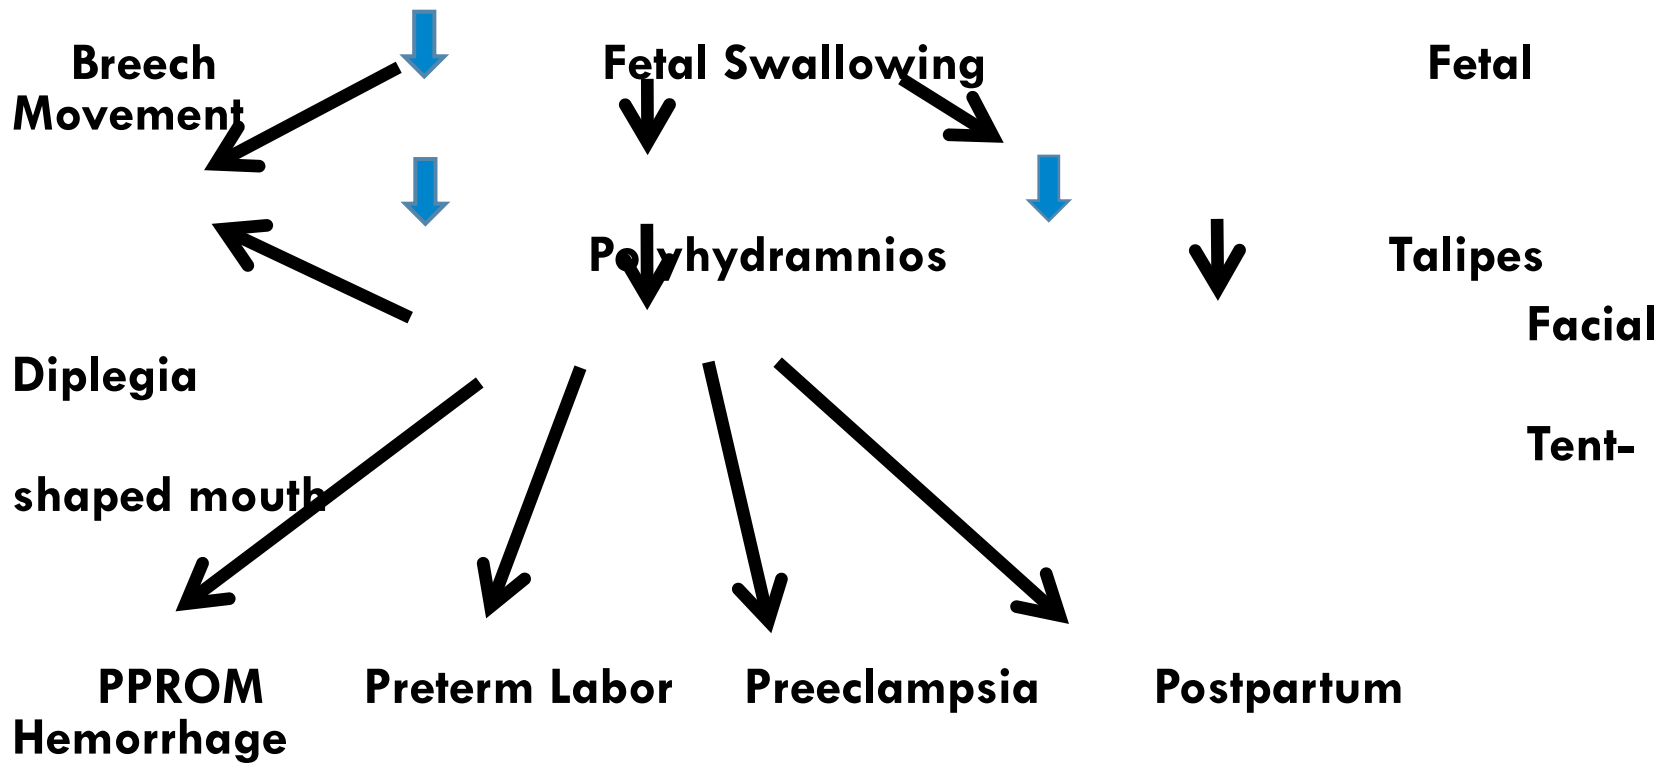 Breech Fetal Swallowing Fetal
Movement
Polyhydramnios Talipes
Facial
Diplegia
Tent-
shaped mouth
PPROM Preterm Labor Preeclampsia Postpartum
Hemorrhage